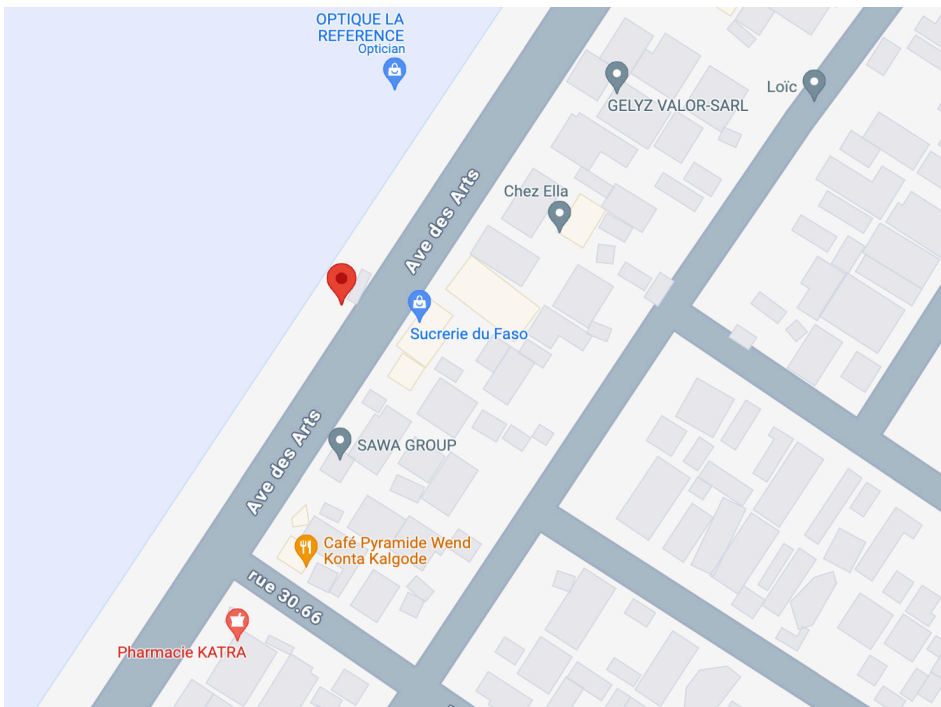 OPTIQUE LA
REFERENCE
Optician
Loïc
GELYZ VALOR-SARL
Ave des Arts
Chez Ella
Sucrerie du Faso
Ave des Arts
SAWA GROUP
Café Pyramide Wend
Konta Kalgode
rue 30.66
Pharmacie KATRA